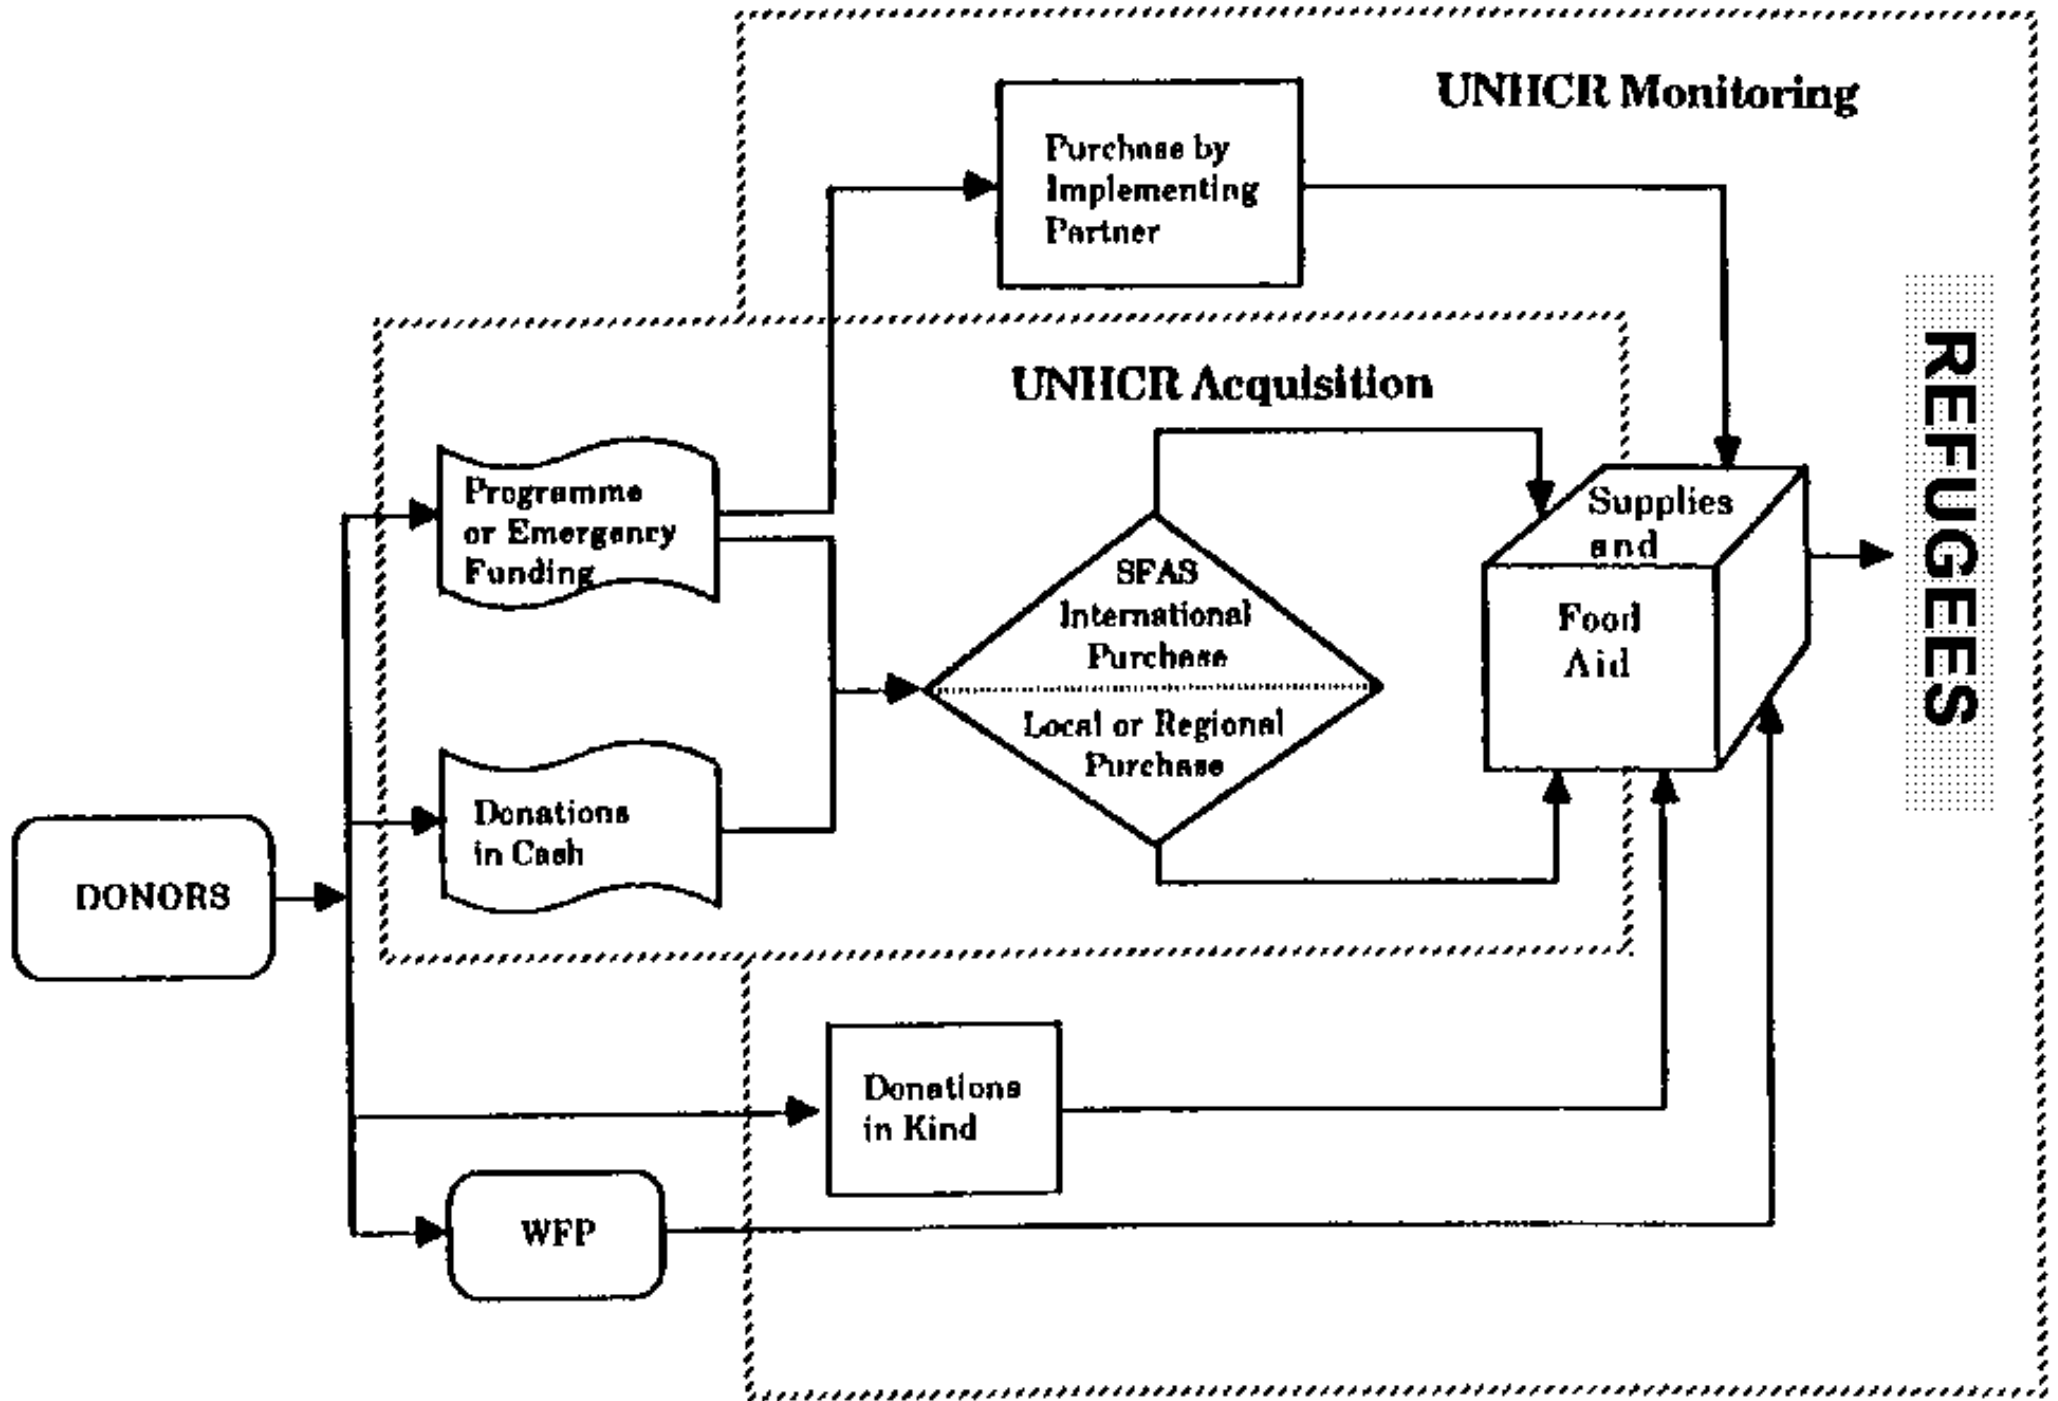 UNHCR Monitoring
Purchase by
Implementing
Partner
UNHCR Acquisition
Programme
or Emergency
Funding
SFAS
International
Purchase
Local or Regional
Purchase
Supplies
and
Food
Aid
REFUGEES
Donations
in Cash
DONORS
Donations
in Kind
WFP